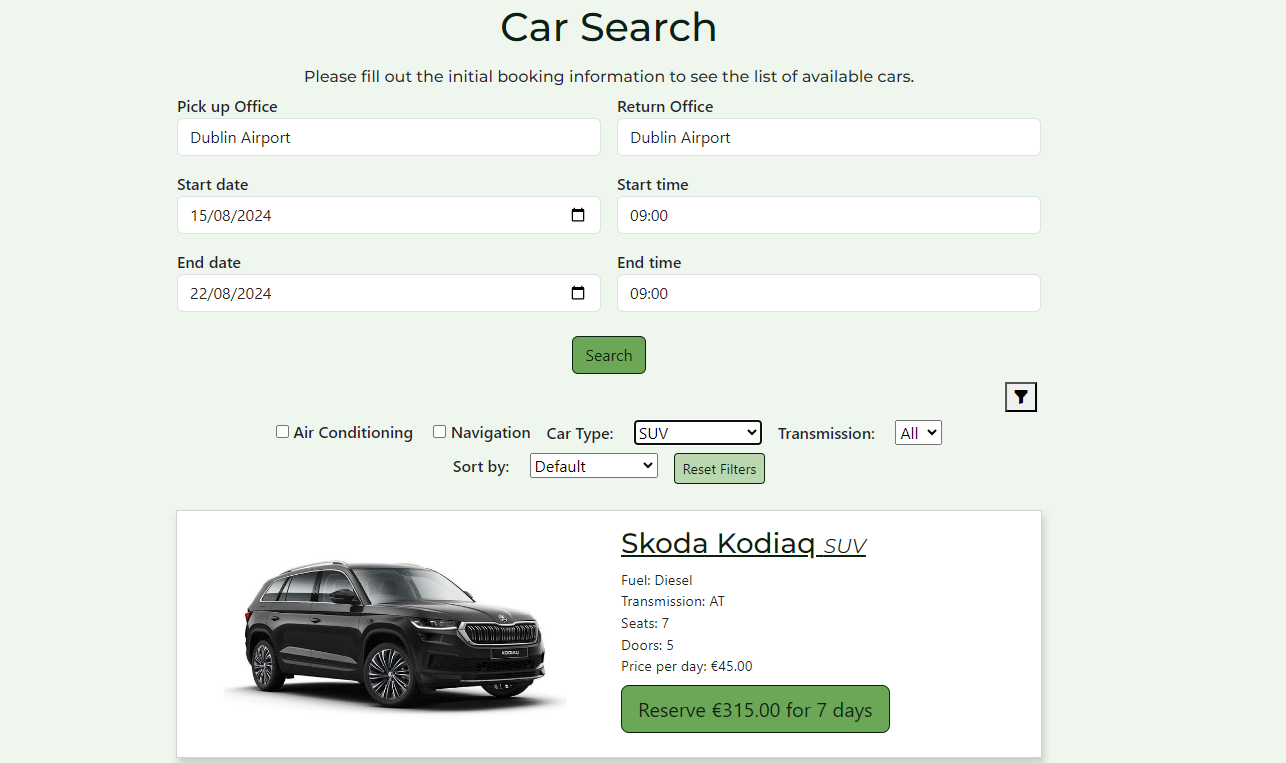 Car Search
Please fill out the initial booking information to see the list of available cars.
Pick up Office
Return Office
Dublin Airport
Dublin Airport
Start date
Start time
15/08/2024
09:00
End date
End time
22/08/2024
09:00
Search
Air Conditioning Navigation Car Type: SUV Transmission: All
Sort by: Default Reset Filters
Skoda Kodiaq SUV
Fuel: Diesel
Transmission: AT
Seats: 7
Doors: 5
Price per day: €45.00
Reserve €315.00 for 7 days
KODIAQ